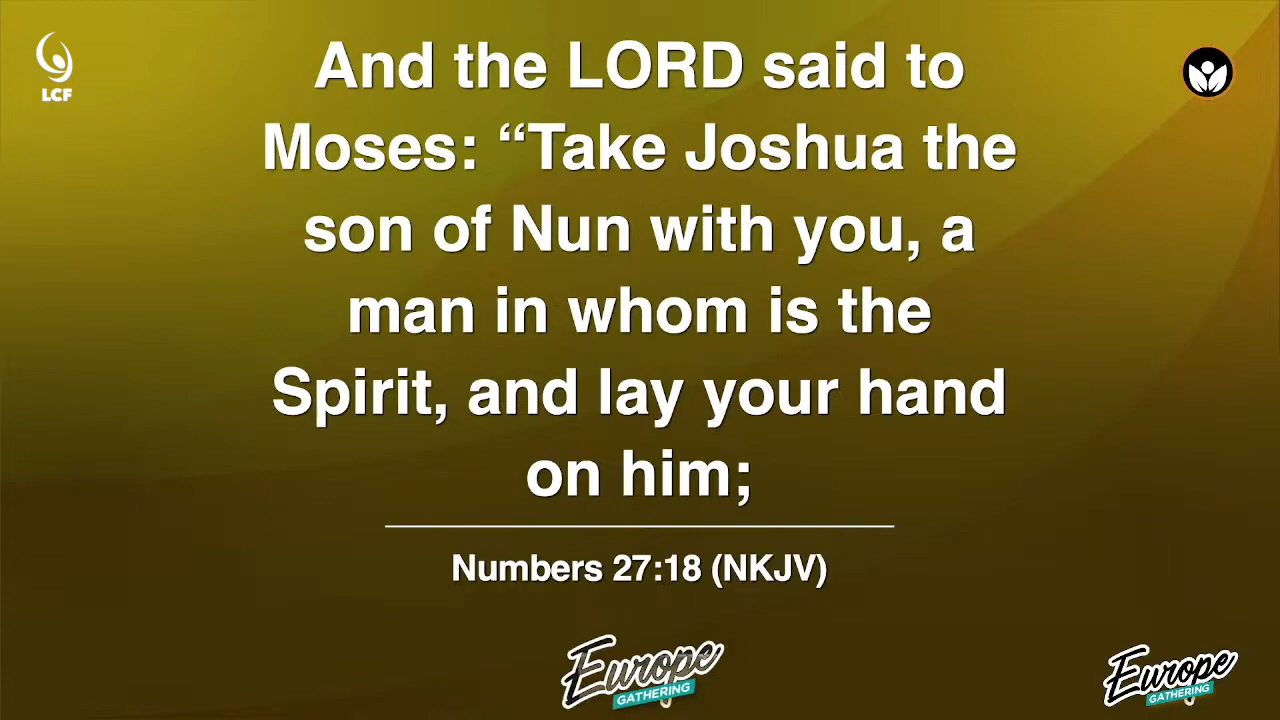 And the LORD said to
Moses: “Take Joshua the
son of Nun with you, a
man in whom is the
Spirit, and lay your hand
on him;
Numbers 27:18 (NKJV)
LCF
Europe
GATHERING
Europe
GATHERING